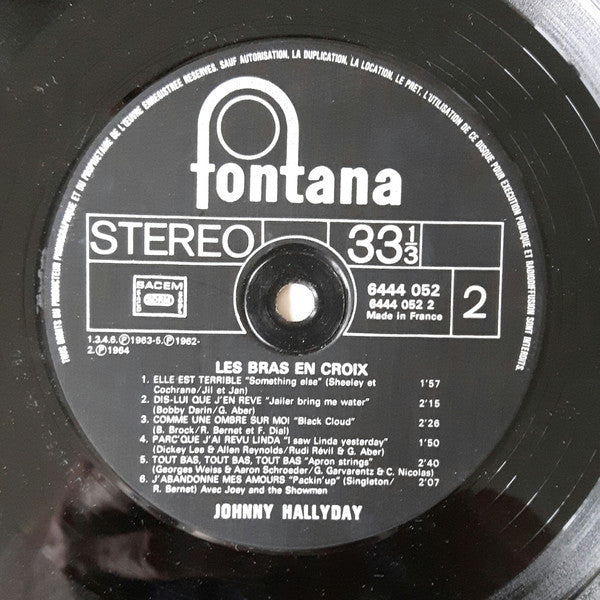 TOUS DROITS DU PRODUCTEUR PHONOGRAPHIQUE ET DU PROPRIETAIRE DE L'ŒUVRE ENREGISTREE RESERVES. SAUF AUTORISATION, LA DUPLICATION, LA LOCATION, LE PRET, L'UTILISATION DE CE DISQUE POUR EXECUTION PUBLIQUE ET RADIODIFFUSION SONT INTERDITS.
fontana
STEREO
33 1/3
SACEM
6444 052
6444 052 2
Made in France
2
1.3.4.6.Ⓟ1963-5.Ⓟ1962-
2.Ⓟ1964
LES BRAS EN CROIX
1. ELLE EST TERRIBLE "Something else" (Sheeley et
Cochrane/Jil et Jan) 1'57
2. DIS-LUI QUE J'EN REVE "Jailer bring me water" 2'15
(Bobby Darin/G. Aber)
3. COMME UNE OMBRE SUR MOI "Black Cloud" 2'26
(B. Brock/R. Bernet et F. Dial)
4. PARC'QUE J'AI REVU LINDA "I saw Linda yesterday" 1'50
(Dickey Lee & Allen Reynolds/Rudi Révil & G. Aber)
5. TOUT BAS, TOUT BAS, TOUT BAS "Apron strings" 2'40
(Georges Weiss & Aaron Schroeder/G. Garvarentz & C. Nicolas)
6. J'ABANDONNE MES AMOURS "Packin'up" (Singleton/ 2'07
R. Bernet) Avec Joey and the Showmen
JOHNNY HALLYDAY